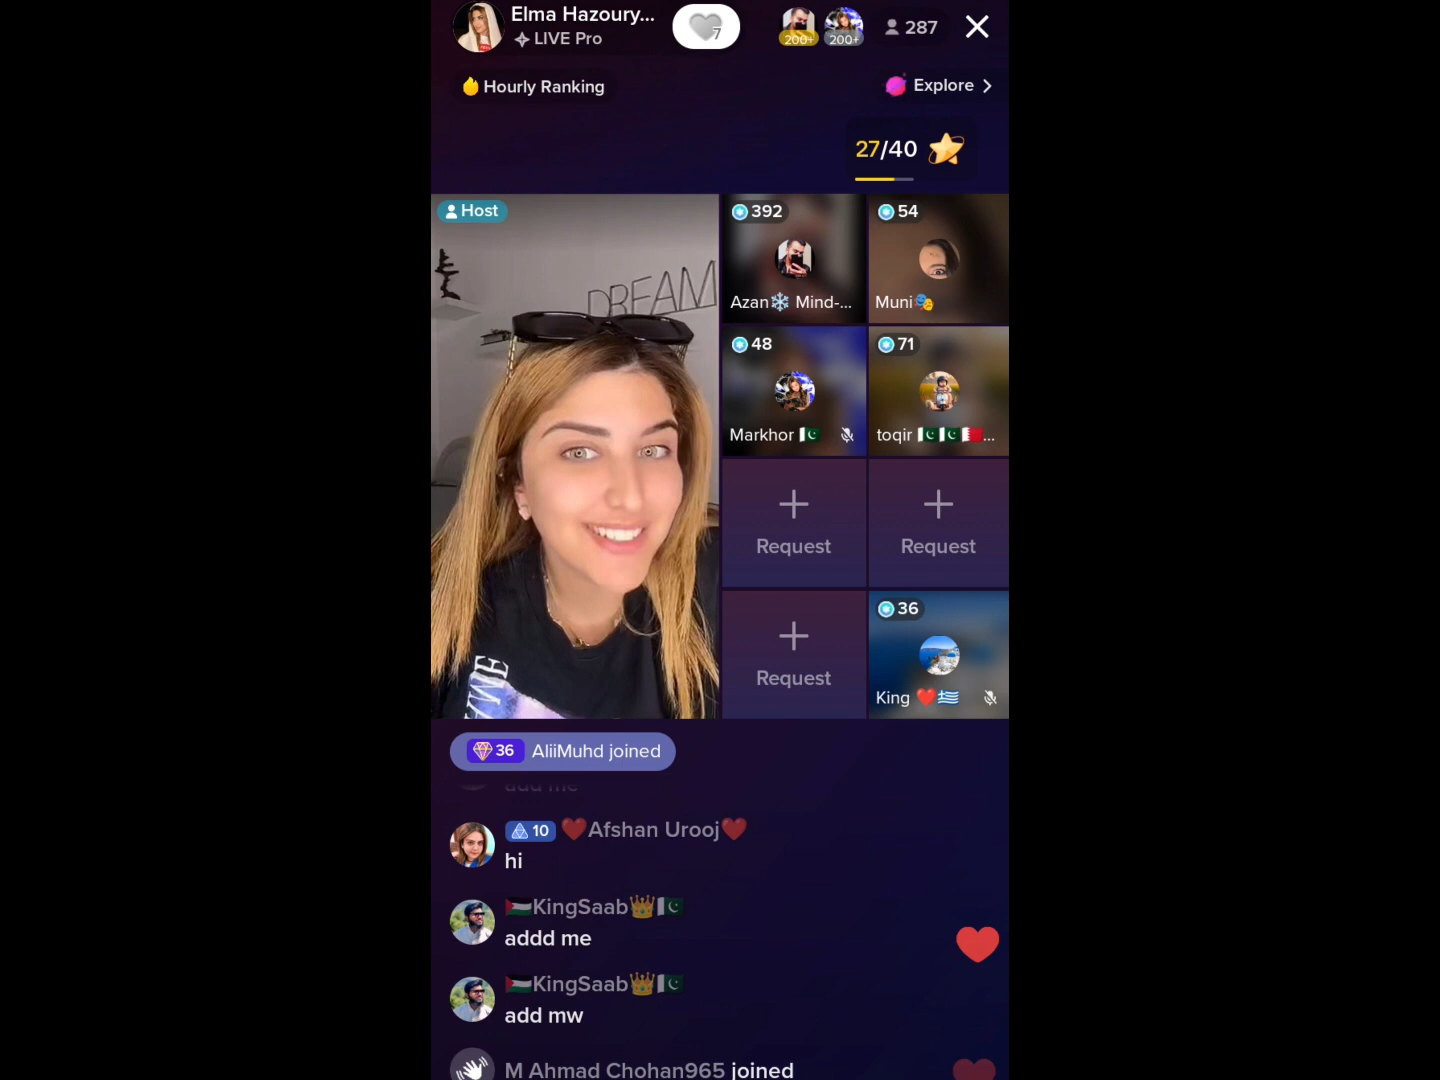 Elma Hazoury...
LIVE Pro
7
200+
200+
287
Hourly Ranking
Explore
27/40
Host
DREAM
392
Azan❄️ Mind-...
54
Muni🎭
48
Markhor 🇵🇰
71
toqir 🇵🇰🇵🇰🇧🇭...
Request
Request
Request
36
King ❤️🇬🇷
36 AliiMuhd joined
add me
10 ❤️Afshan Urooj❤️
hi
🇵🇸KingSaab👑🇵🇰
addd me
🇵🇸KingSaab👑🇵🇰
add mw
M Ahmad Chohan965 joined